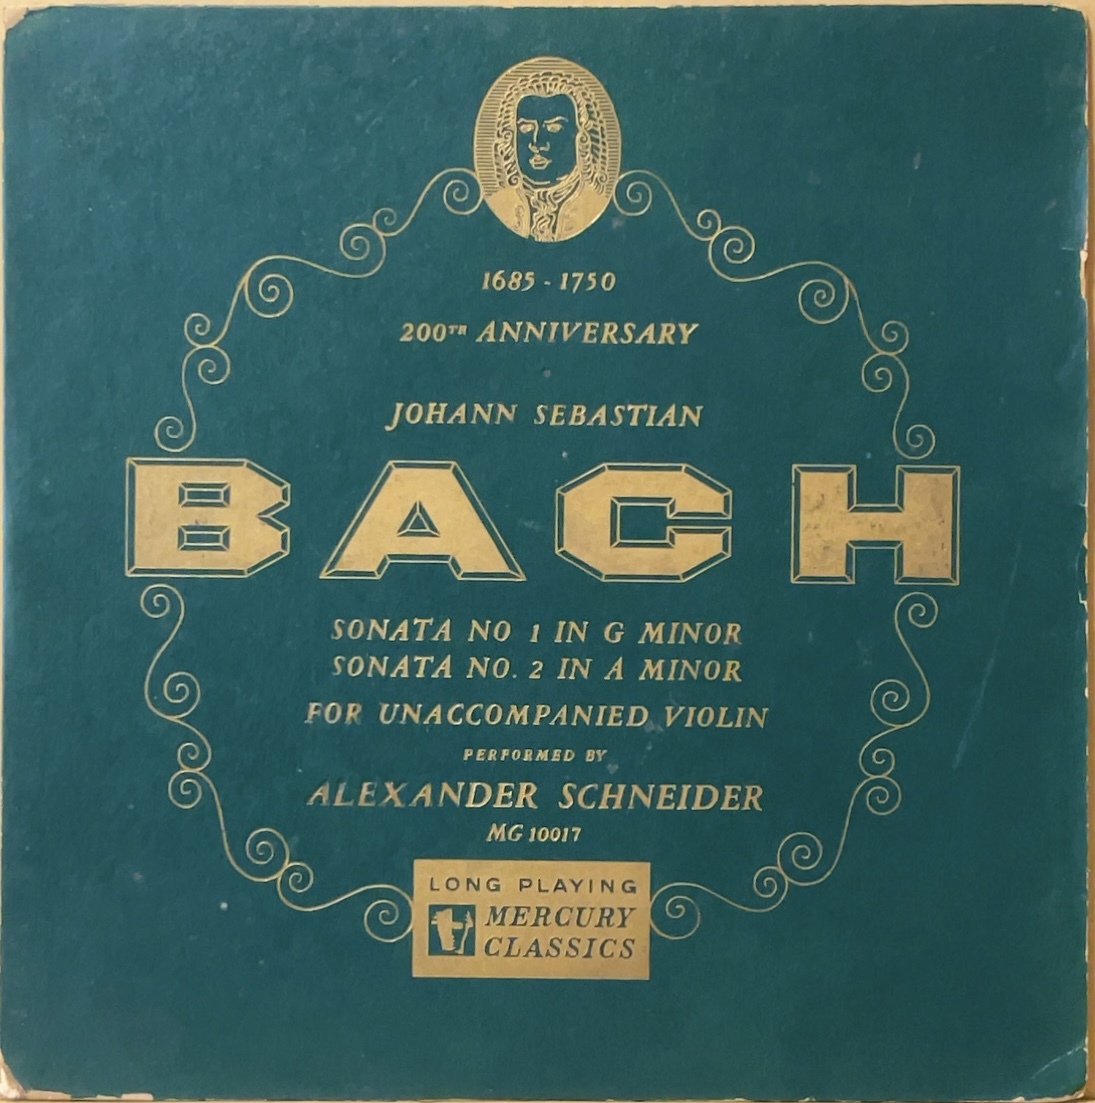 1685 - 1750
200TH ANNIVERSARY
JOHANN SEBASTIAN
BACH
SONATA NO 1 IN G MINOR
SONATA NO. 2 IN A MINOR
FOR UNACCOMPANIED VIOLIN
PERFORMED BY
ALEXANDER SCHNEIDER
MG 10017
LONG PLAYING
MERCURY
CLASSICS